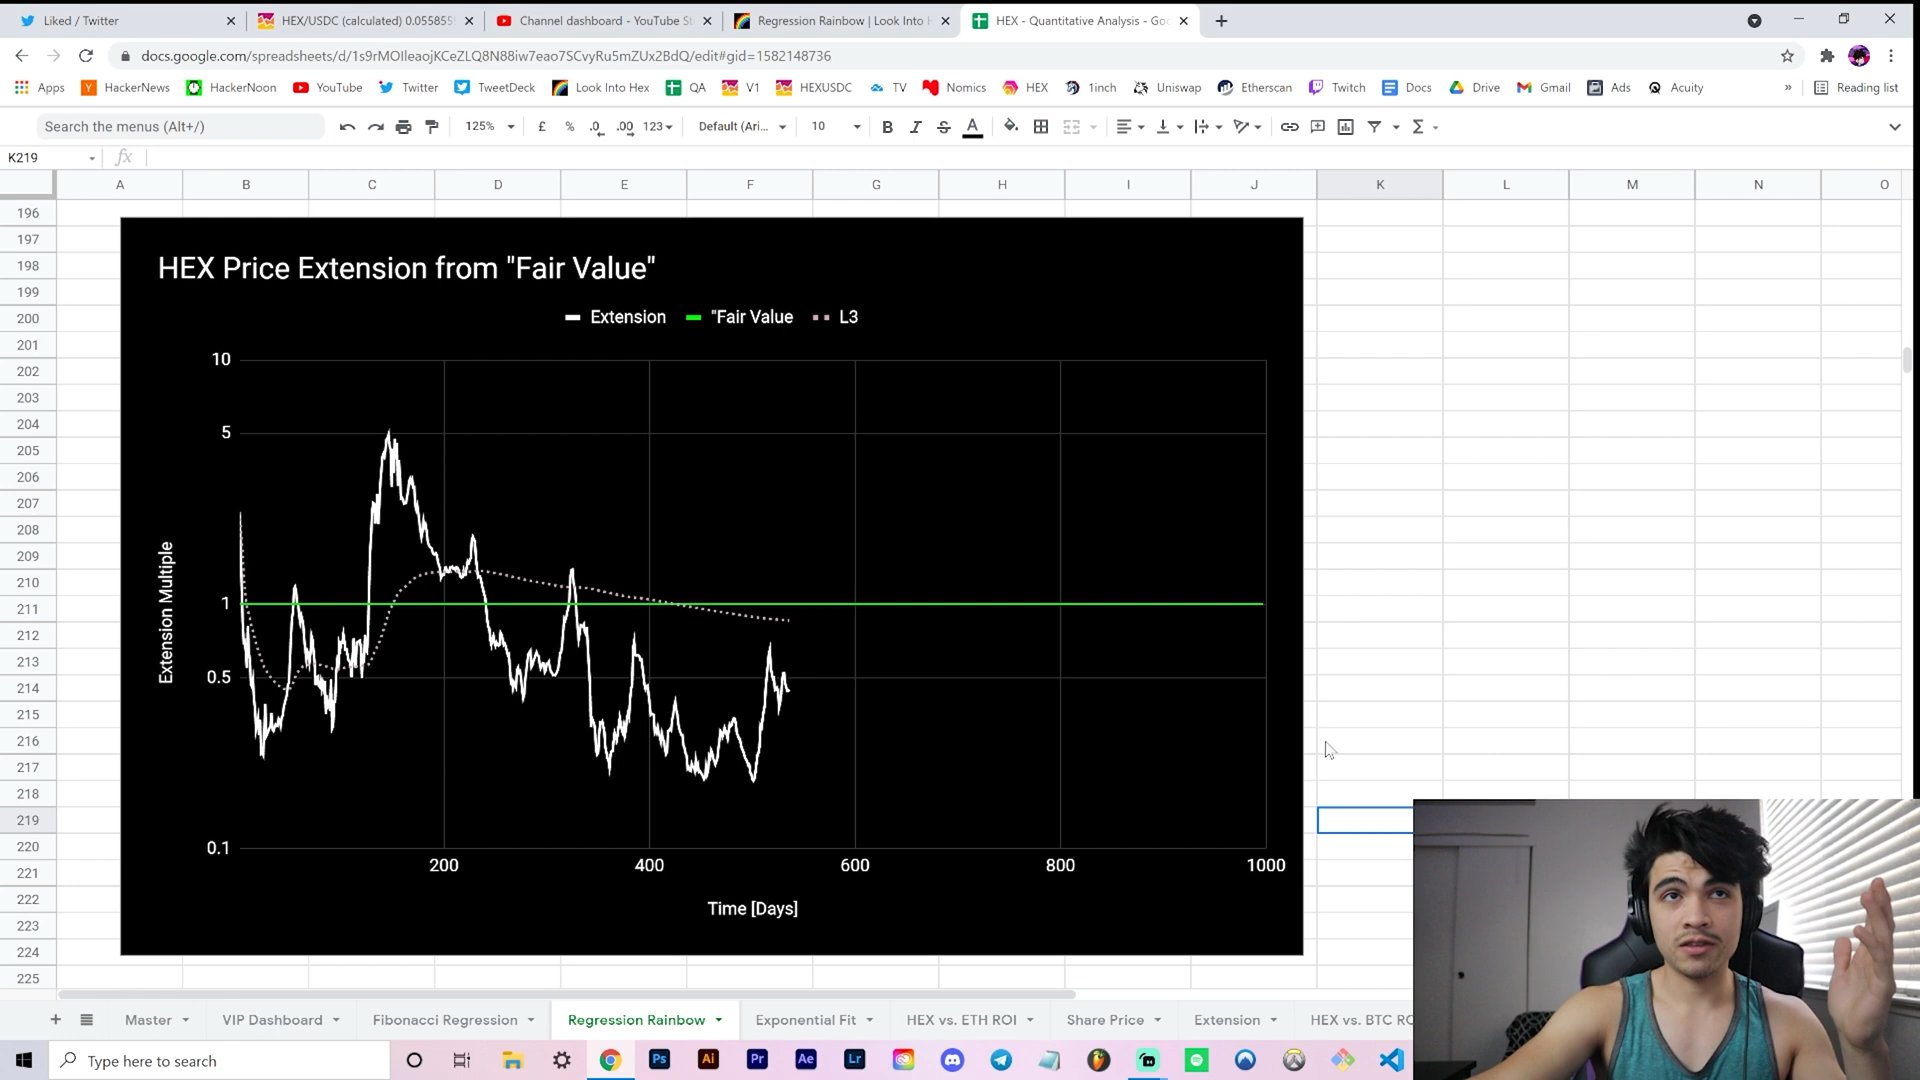 Liked / Twitter
HEX/USDC (calculated) 0.0558555
Channel dashboard - YouTube St
Regression Rainbow | Look Into H
HEX - Quantitative Analysis - Goo
docs.google.com/spreadsheets/d/1s9rMOIleaojKCeZLQ8N88iw7eao7SCvyRu5mZUx2BdQ/edit#gid=1582148736
Apps HackerNews HackerNoon YouTube Twitter TweetDeck Look Into Hex QA V1 HEXUSDC TV Nomics HEX 1inch Uniswap Etherscan Twitch Docs Drive Gmail Ads Acuity » Reading list
Search the menus (Alt+/) 125% £ % .0 .00 123 Default (Ari... 10 B I S A
K219 fx
A B C D E F G H I J K L M N O
196
197
198
199
200
201
202
203
204
205
206
207
208
209
210
211
212
213
214
215
216
217
218
219
220
221
222
223
224
225
HEX Price Extension from "Fair Value"
Extension "Fair Value L3
10
5
1
0.5
0.1
Extension Multiple
200 400 600 800 1000
Time [Days]
Master VIP Dashboard Fibonacci Regression Regression Rainbow Exponential Fit HEX vs. ETH ROI Share Price Extension HEX vs. BTC RO
Type here to search Ps Ai Pr Ae Lr